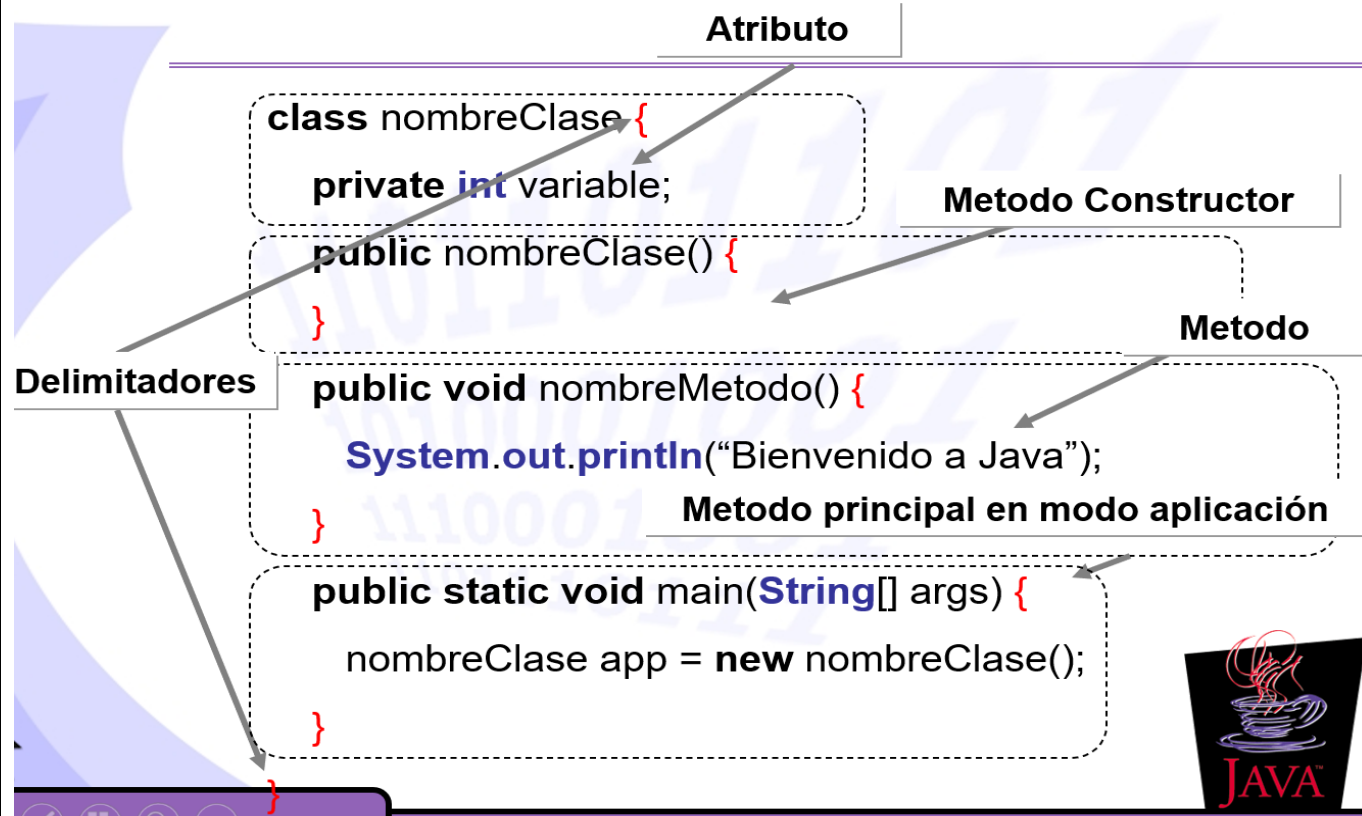 Atributo
class nombreClase {
private int variable;
Metodo Constructor
public nombreClase() {
}
Metodo
Delimitadores
public void nombreMetodo() {
System.out.println(“Bienvenido a Java”);
Metodo principal en modo aplicación
}
public static void main(String[] args) {
nombreClase app = new nombreClase();
}
}
JAVA™